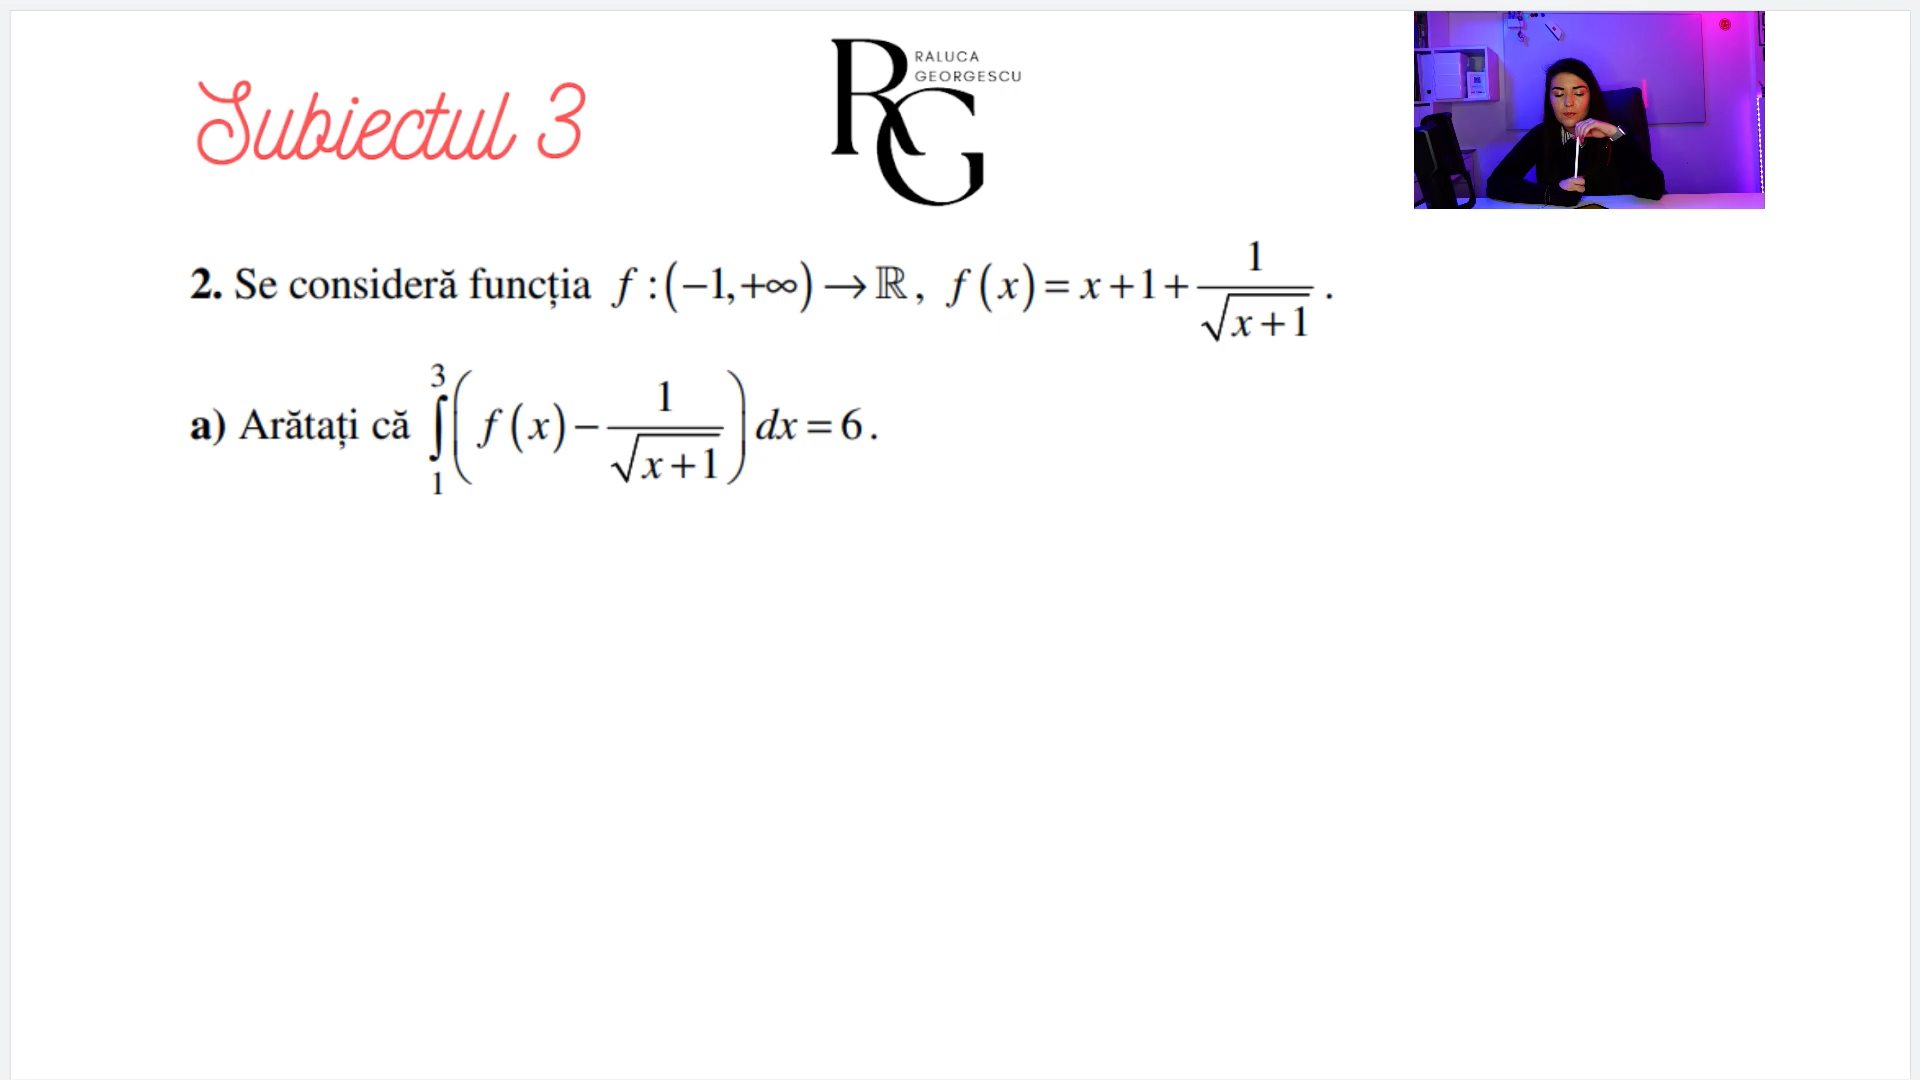 Subiectul 3
RALUCA
GEORGESCU
RG
2. Se consideră funcția f : (−1,+∞) → ℝ, f(x) = x+1+ 1/√(x+1) .
a) Arătați că ∫₁³ ( f(x) − 1/√(x+1) ) dx = 6.